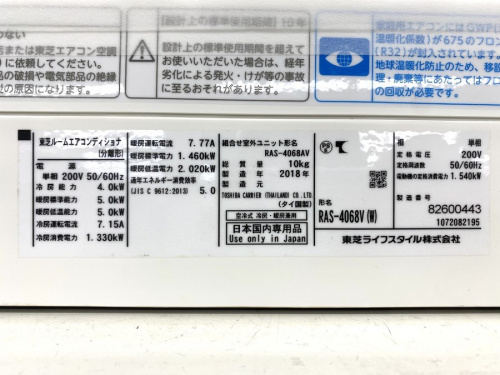 わない
店または東芝エアコン空調
)に依頼してください。
品の破損や電気部品の絶縁
災の原因になります。
【設計上の標準使用期間】10年
設計上の標準使用期間を超えて
お使いいただいた場合は、経年
劣化による発火・けが等の事故
に至るおそれがあります。
家庭用エアコンにはGWP(
温暖化係数）が675のフロン
(R32)が封入されています。
地球温暖化防止のため、移設
理・廃棄等にあたってはフロ
の回収が必要です。
東芝ルームエアコンディショナ
(分離形)
電源
単相 200V 50/60Hz
冷房能力 4.0kW
暖房標準能力 5.0kW
暖房低温能力 5.0kW
冷房運転電流 7.15A
冷房消費電力 1.330kW
暖房運転電流 7.77A
暖房標準消費電力 1.460kW
暖房低温消費電力 2.020kW
通年エネルギー消費効率
(JIS C 9612:2013) 5.0
組合せ室外ユニット形名
RAS-4068AV
総質量 10kg
製造年 2018年
TOSHIBA CARRIER (THAILAND) CO.,LTD.
(タイ国製)
空冷式 冷房・暖房兼用
日本国内専用品
Use only in Japan
形名
RAS-4068V(W)
相 単相
定格電圧 200V
定格周波数 50/60Hz
電動機の定格消費電力 1.540kW
製造番号
82600443
1072082195
東芝ライフスタイル株式会社